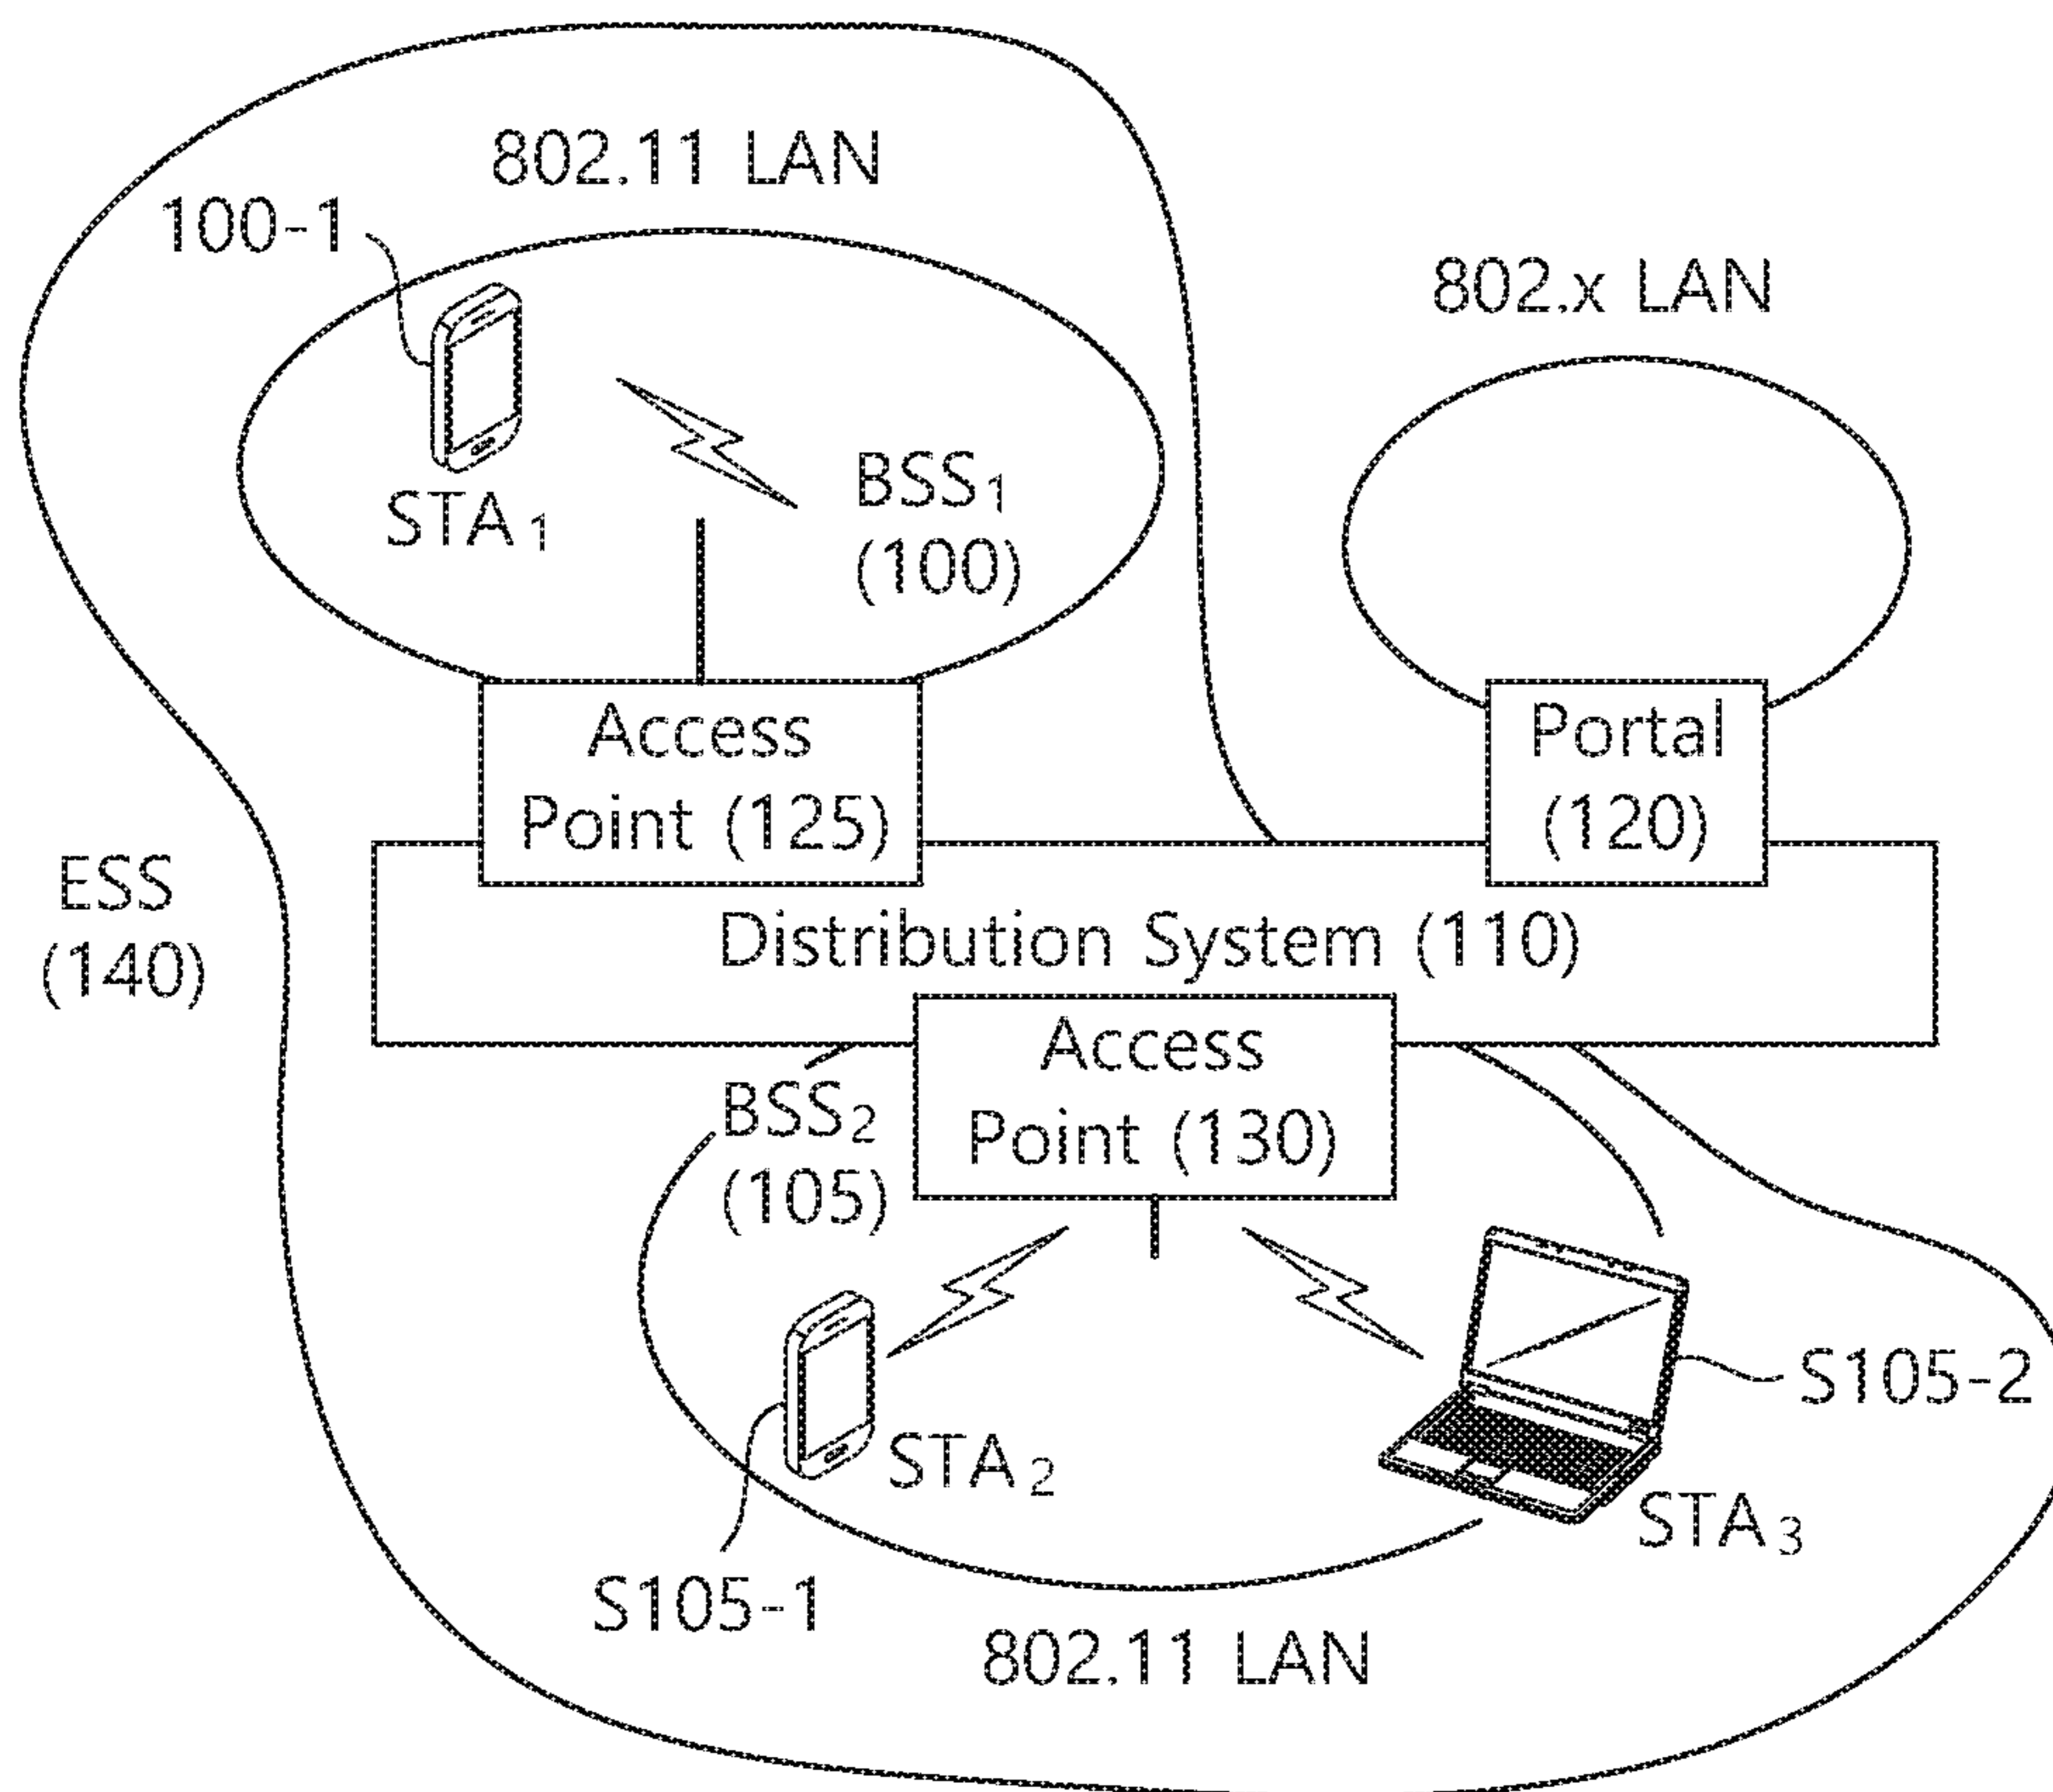 802.11 LAN
100-1
802.x LAN
STA1
BSS1
(100)
Access
Point (125)
Portal
(120)
ESS
(140)
Distribution System (110)
Access
Point (130)
BSS2
(105)
S105-2
STA2
STA3
S105-1
802.11 LAN